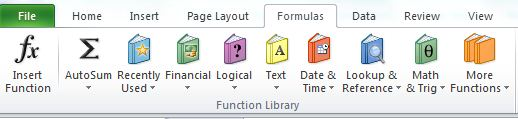 File Home Insert Page Layout Formulas Data Review View
fx Σ ? A θ
Insert AutoSum Recently Financial Logical Text Date & Lookup & Math More
Function Used Time Reference & Trig Functions
Function Library